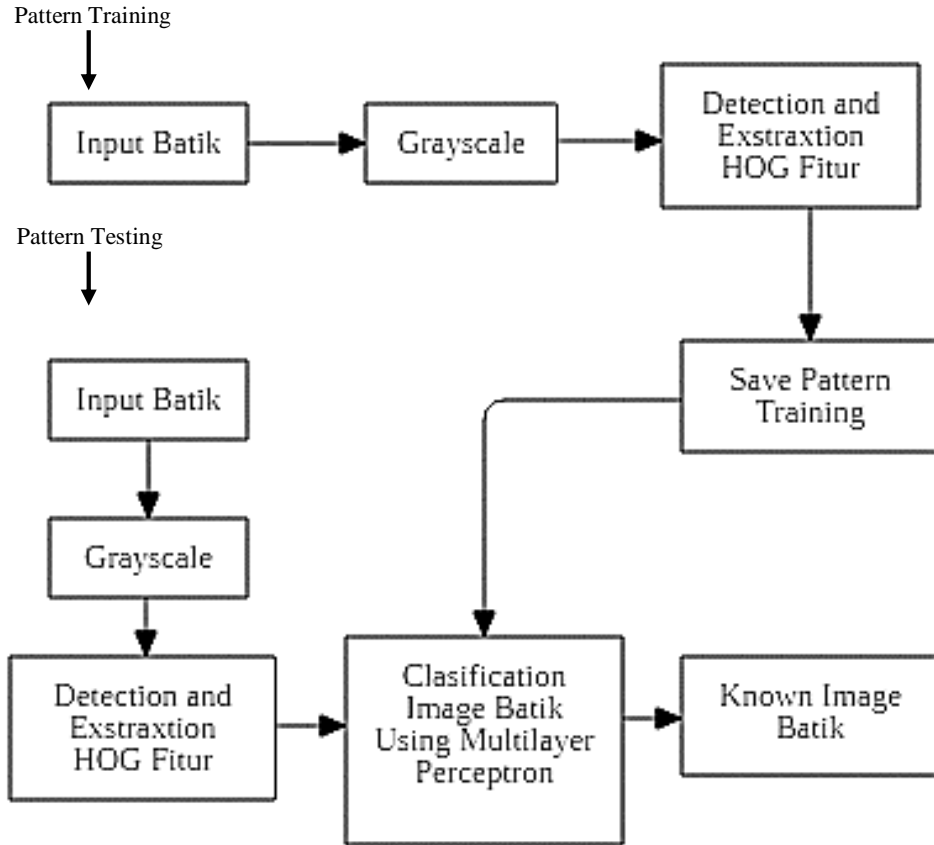 Pattern Training
Input Batik
Grayscale
Detection and
Exstraxtion
HOG Fitur
Pattern Testing
Input Batik
Save Pattern
Training
Grayscale
Detection and
Exstraxtion
HOG Fitur
Clasification
Image Batik
Using Multilayer
Perceptron
Known Image
Batik